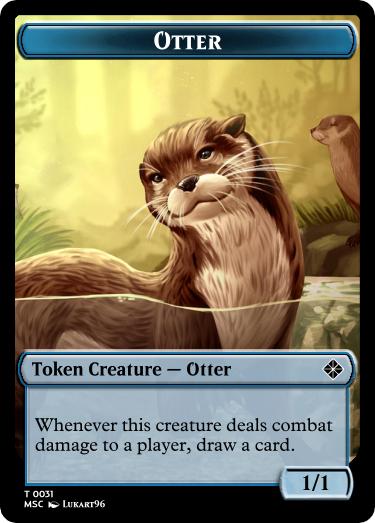 OTTER
Token Creature — Otter
Whenever this creature deals combat
damage to a player, draw a card.
1/1
T 0031
MSC LUKART96